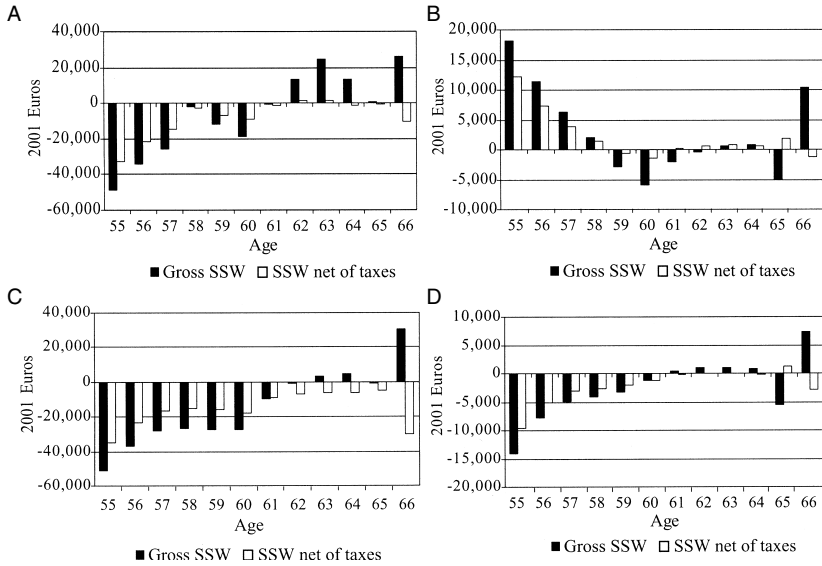 A
40,000
20,000
0
-20,000
-40,000
-60,000
2001 Euros
55 56 57 58 59 60 61 62 63 64 65 66
Age
Gross SSW SSW net of taxes
B
20,000
15,000
10,000
5,000
0
-5,000
-10,000
2001 Euros
55 56 57 58 59 60 61 62 63 64 65 66
Age
Gross SSW SSW net of taxes
C
40,000
20,000
0
-20,000
-40,000
-60,000
2001 Euros
55 56 57 58 59 60 61 62 63 64 65 66
Age
Gross SSW SSW net of taxes
D
10,000
5,000
0
-5,000
-10,000
-15,000
-20,000
2001 Euros
55 56 57 58 59 60 61 62 63 64 65 66
Age
Gross SSW SSW net of taxes